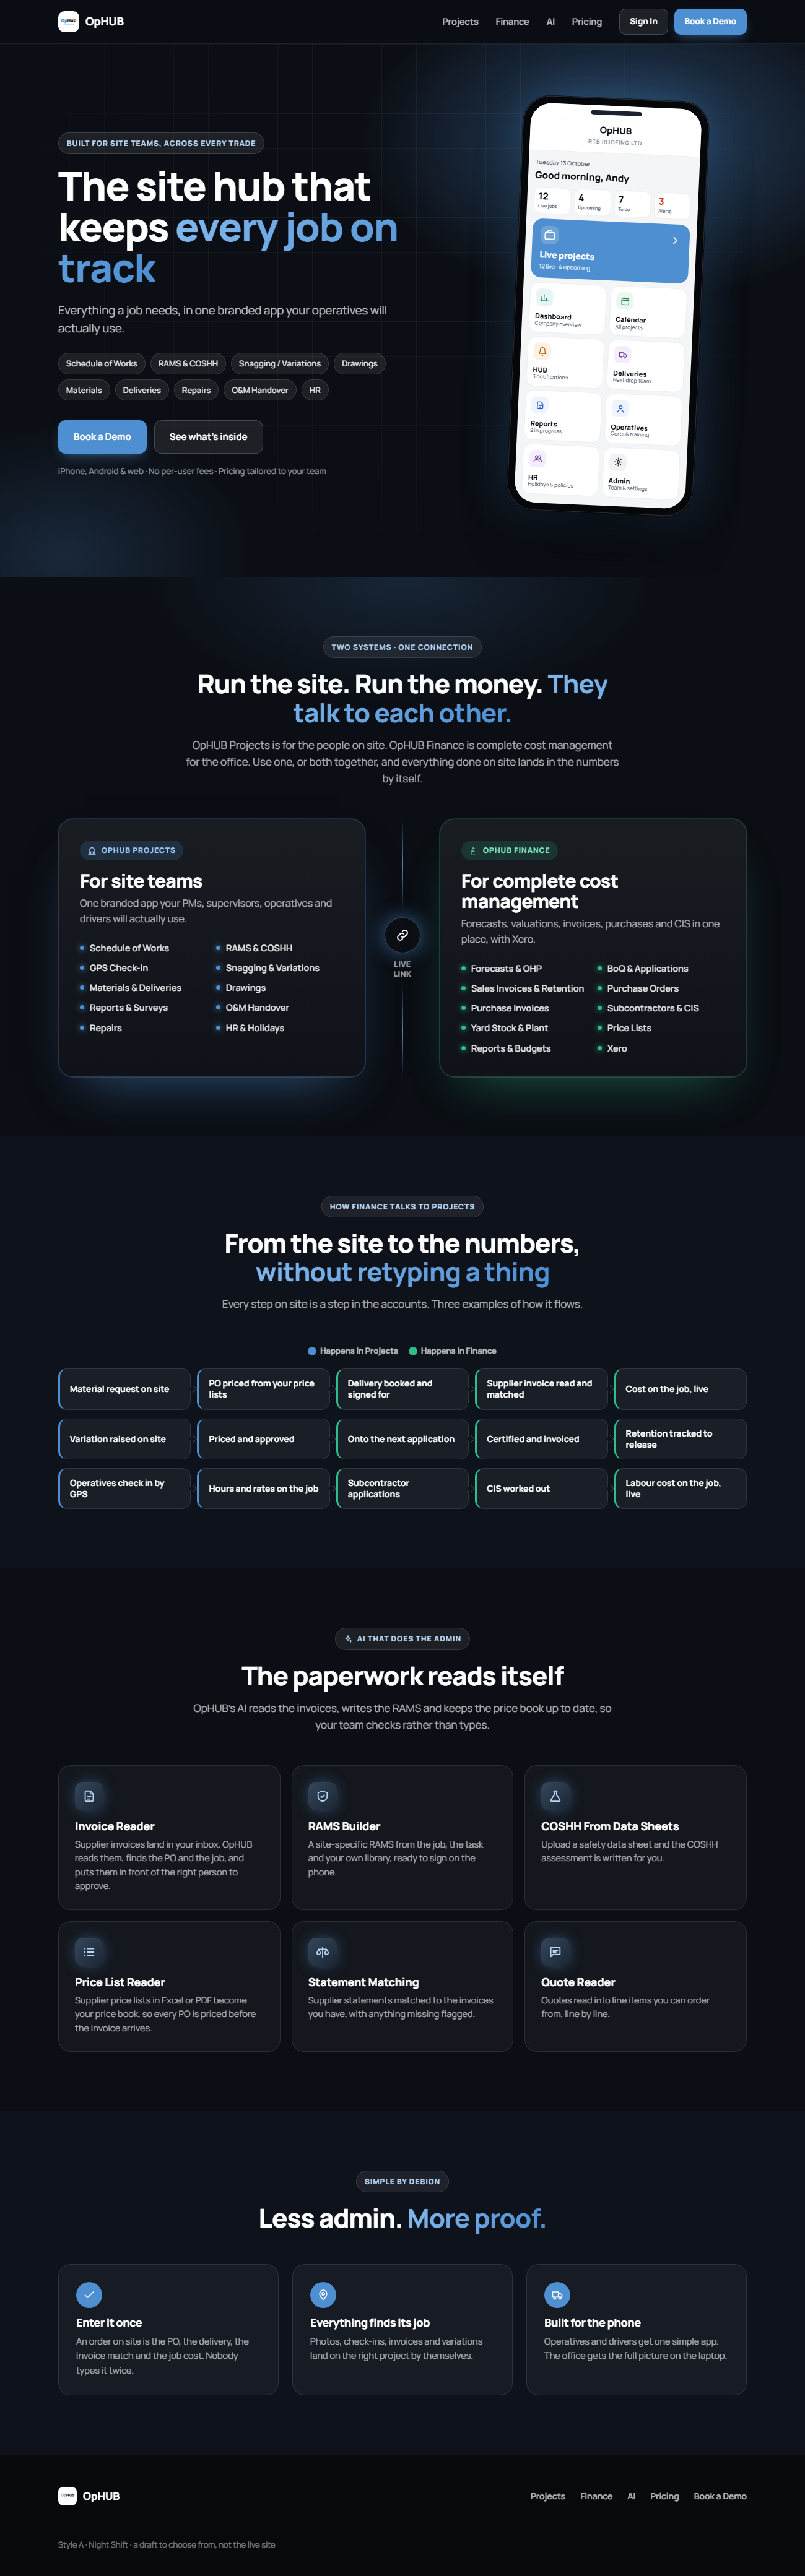 OpHUB
Projects Finance AI Pricing Sign In Book a Demo
BUILT FOR SITE TEAMS, ACROSS EVERY TRADE
The site hub that
keeps every job on
track
Everything a job needs, in one branded app your operatives will
actually use.
Schedule of Works RAMS & COSHH Snagging / Variations Drawings
Materials Deliveries Repairs O&M Handover HR
Book a Demo See what's inside
iPhone, Android & web · No per-user fees · Pricing tailored to your team
OpHUB
RTB ROOFING LTD
Tuesday 13 October
Good morning, Andy
12 4 7 3
Live jobs Upcoming To do Alerts
Live projects
12 live · 4 upcoming
Dashboard Calendar
Company overview All projects
HUB Deliveries
3 notifications Next drop 10am
Reports Operatives
2 in progress Certs & training
HR Admin
Holidays & policies Team & settings
TWO SYSTEMS · ONE CONNECTION
Run the site. Run the money. They
talk to each other.
OpHUB Projects is for the people on site. OpHUB Finance is complete cost management
for the office. Use one, or both together, and everything done on site lands in the numbers
by itself.
OPHUB PROJECTS
For site teams
One branded app your PMs, supervisors, operatives and
drivers will actually use.
Schedule of Works RAMS & COSHH
GPS Check-in Snagging & Variations
Materials & Deliveries Drawings
Reports & Surveys O&M Handover
Repairs HR & Holidays
LIVE
LINK
£ OPHUB FINANCE
For complete cost
management
Forecasts, valuations, invoices, purchases and CIS in one
place, with Xero.
Forecasts & OHP BoQ & Applications
Sales Invoices & Retention Purchase Orders
Purchase Invoices Subcontractors & CIS
Yard Stock & Plant Price Lists
Reports & Budgets Xero
HOW FINANCE TALKS TO PROJECTS
From the site to the numbers,
without retyping a thing
Every step on site is a step in the accounts. Three examples of how it flows.
Happens in Projects Happens in Finance
Material request on site
PO priced from your price
lists
Delivery booked and
signed for
Supplier invoice read and
matched
Cost on the job, live
Variation raised on site
Priced and approved
Onto the next application
Certified and invoiced
Retention tracked to
release
Operatives check in by
GPS
Hours and rates on the job
Subcontractor
applications
CIS worked out
Labour cost on the job,
live
AI THAT DOES THE ADMIN
The paperwork reads itself
OpHUB's AI reads the invoices, writes the RAMS and keeps the price book up to date, so
your team checks rather than types.
Invoice Reader
Supplier invoices land in your inbox. OpHUB
reads them, finds the PO and the job, and
puts them in front of the right person to
approve.
RAMS Builder
A site-specific RAMS from the job, the task
and your own library, ready to sign on the
phone.
COSHH From Data Sheets
Upload a safety data sheet and the COSHH
assessment is written for you.
Price List Reader
Supplier price lists in Excel or PDF become
your price book, so every PO is priced before
the invoice arrives.
Statement Matching
Supplier statements matched to the invoices
you have, with anything missing flagged.
Quote Reader
Quotes read into line items you can order
from, line by line.
SIMPLE BY DESIGN
Less admin. More proof.
Enter it once
An order on site is the PO, the delivery, the
invoice match and the job cost. Nobody
types it twice.
Everything finds its job
Photos, check-ins, invoices and variations
land on the right project by themselves.
Built for the phone
Operatives and drivers get one simple app.
The office gets the full picture on the laptop.
OpHUB
Projects Finance AI Pricing Book a Demo
Style A · Night Shift · a draft to choose from, not the live site